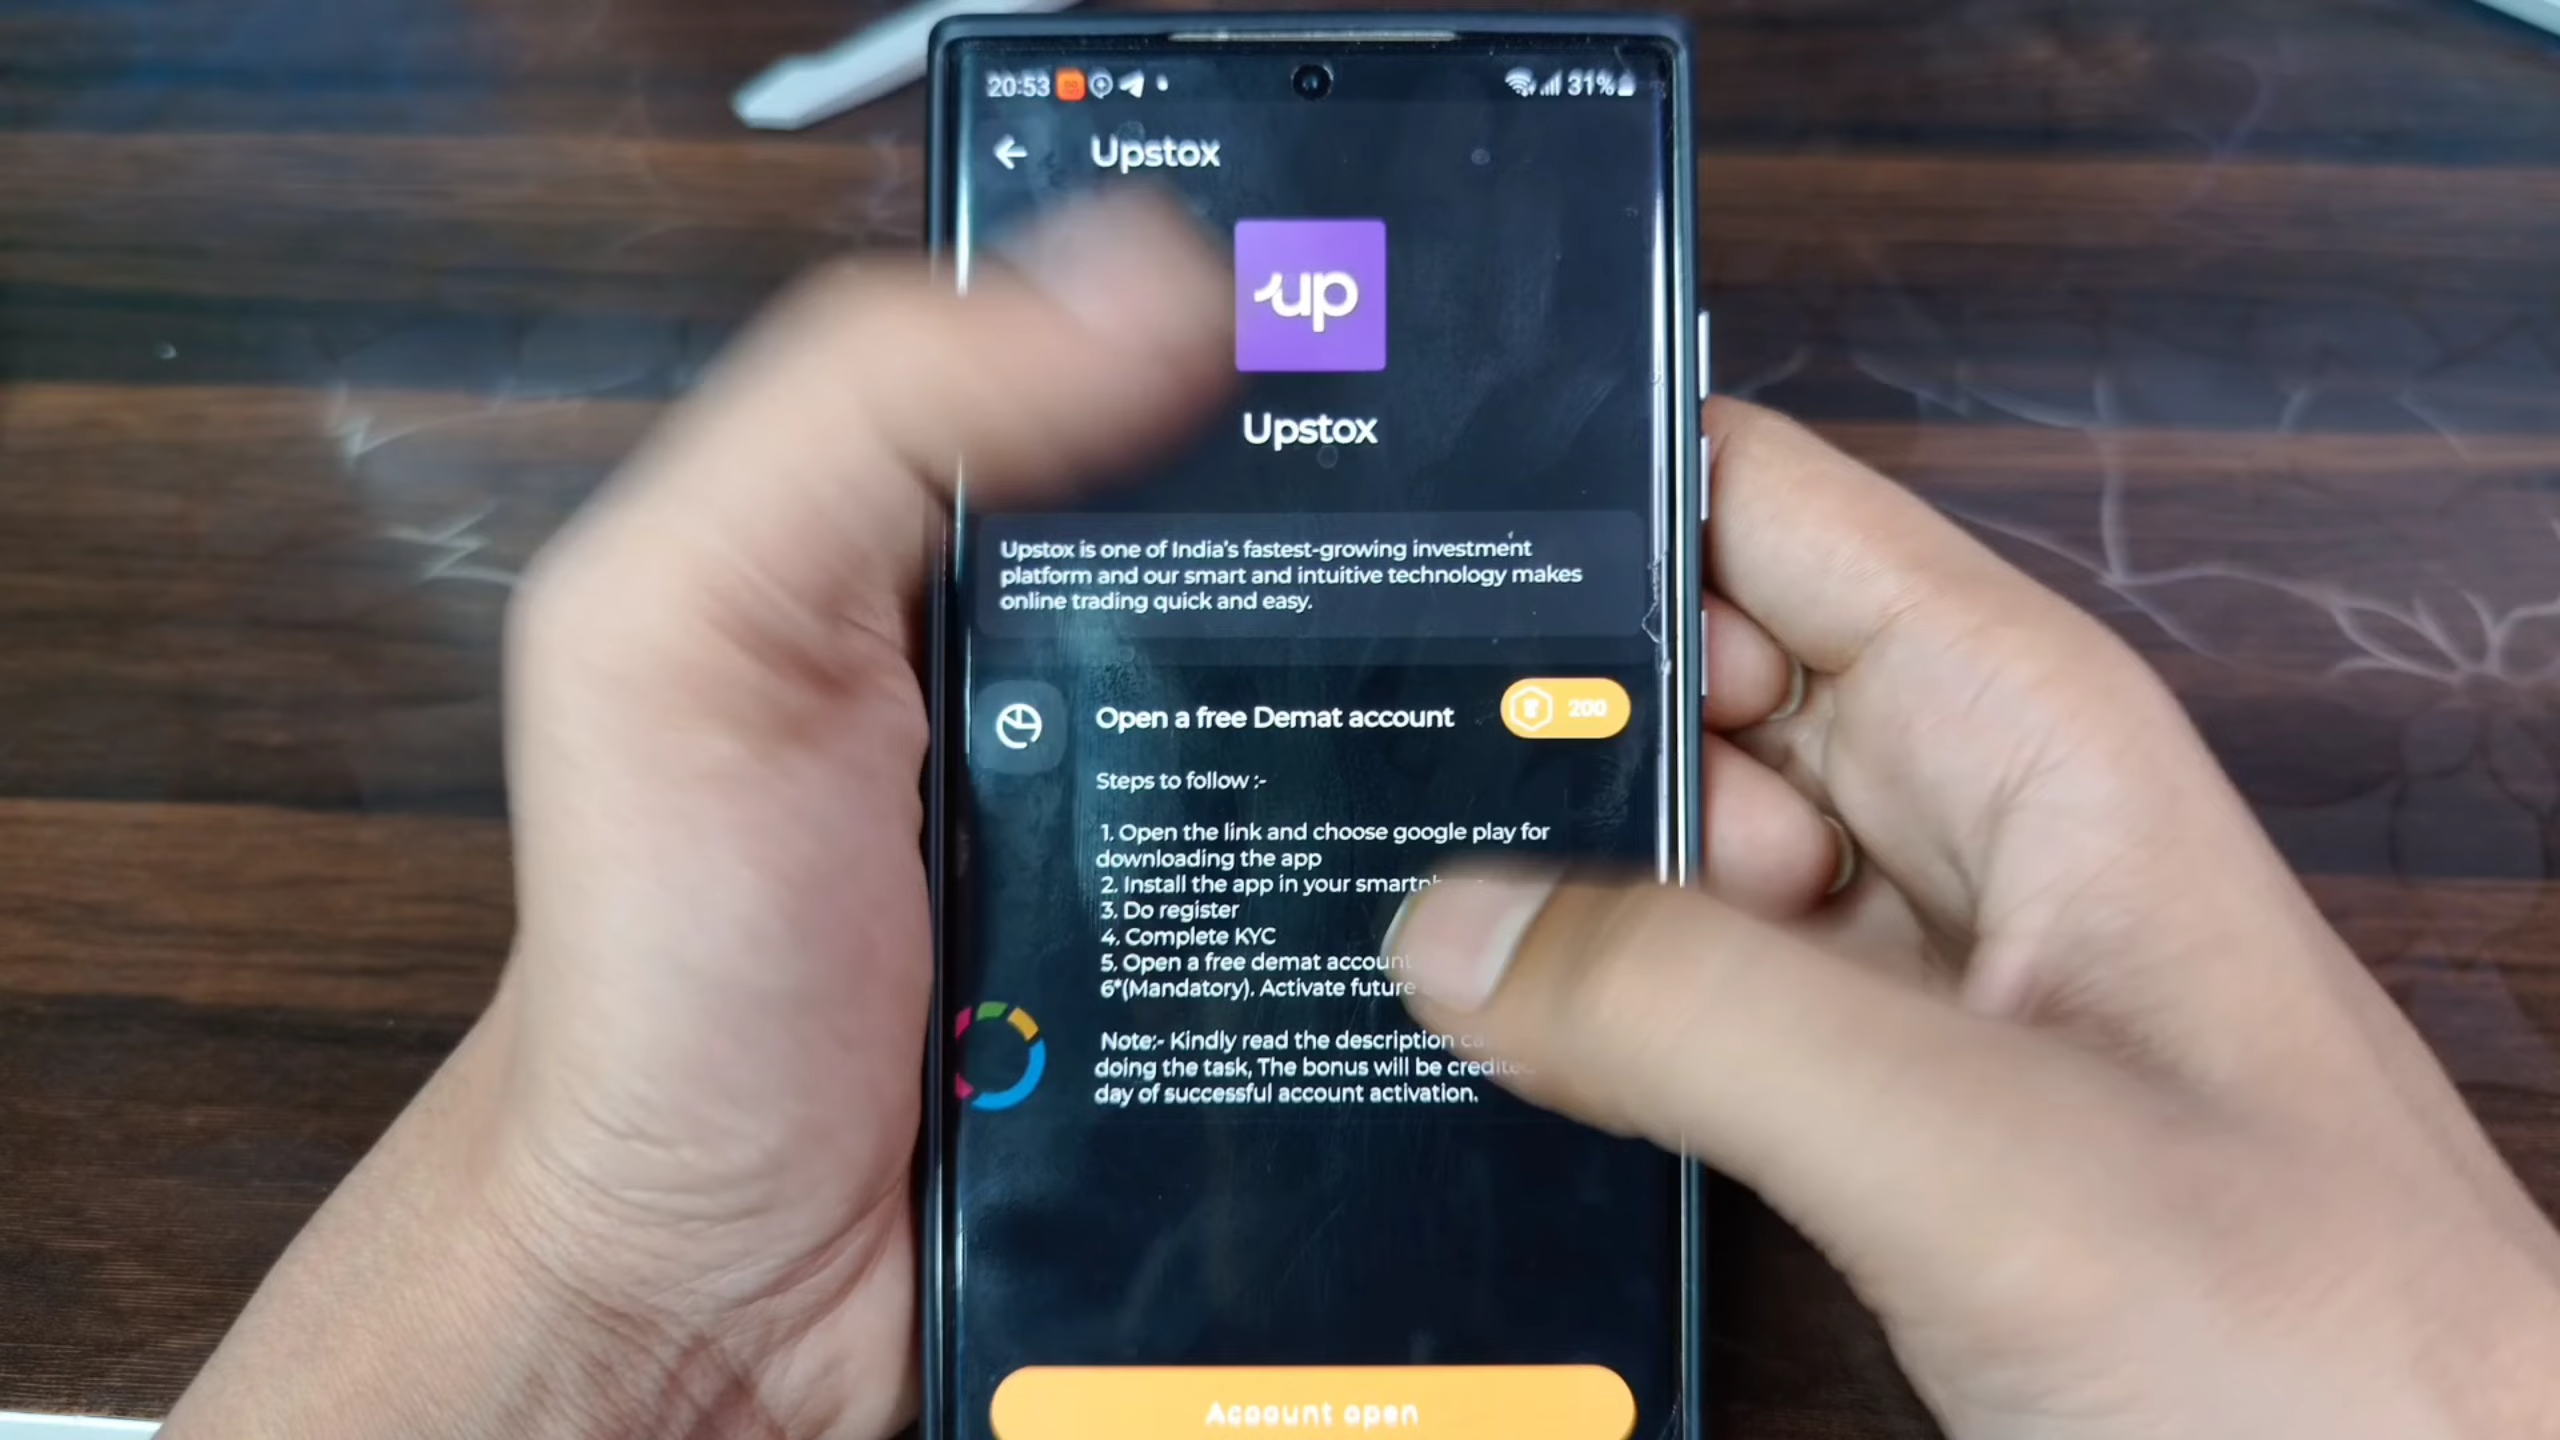 20:53
31%
Upstox
up
Upstox
Upstox is one of India's fastest-growing investment
platform and our smart and intuitive technology makes
online trading quick and easy.
Open a free Demat account
200
Steps to follow :-
1. Open the link and choose google play for
downloading the app
2. Install the app in your
3. Do register
4. Complete KYC
5. Open a free demat account
6*(Mandatory). Activate future
Note:- Kindly read the description
doing the task, The bonus will be credited
day of successful account activation.
Account open